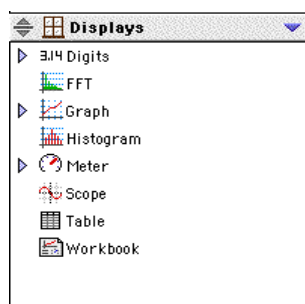 Displays
3.14 Digits
FFT
Graph
Histogram
Meter
Scope
Table
Workbook